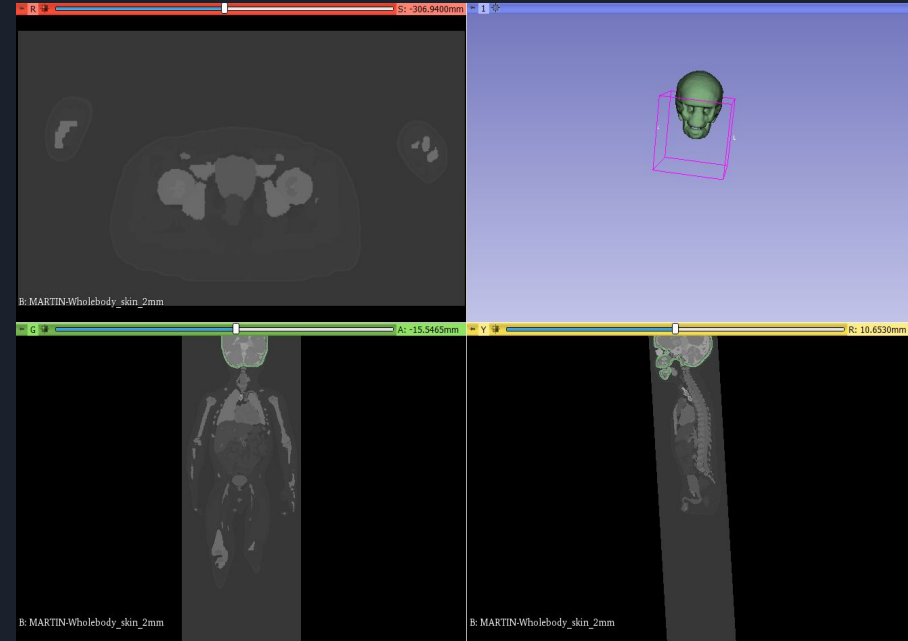 R
S: -306.9400mm
1
B: MARTIN-Wholebody_skin_2mm
G
A: -15.5465mm
Y
R: 10.6530mm
B: MARTIN-Wholebody_skin_2mm
B: MARTIN-Wholebody_skin_2mm